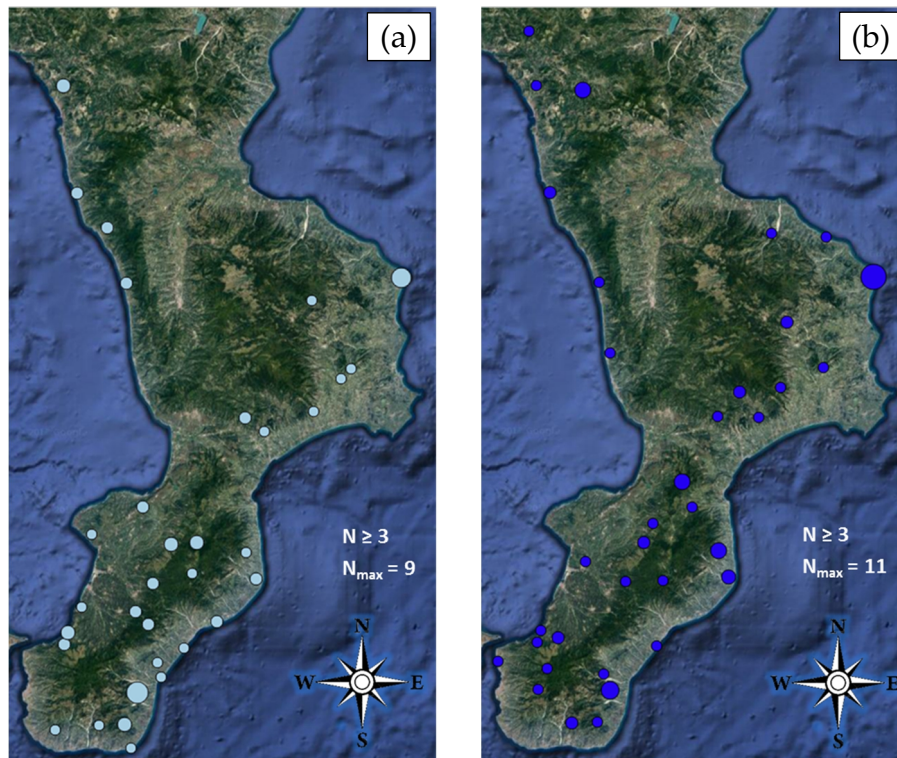 (a)
N ≥ 3
Nmax = 9
N
W E
S
(b)
N ≥ 3
Nmax = 11
N
W E
S